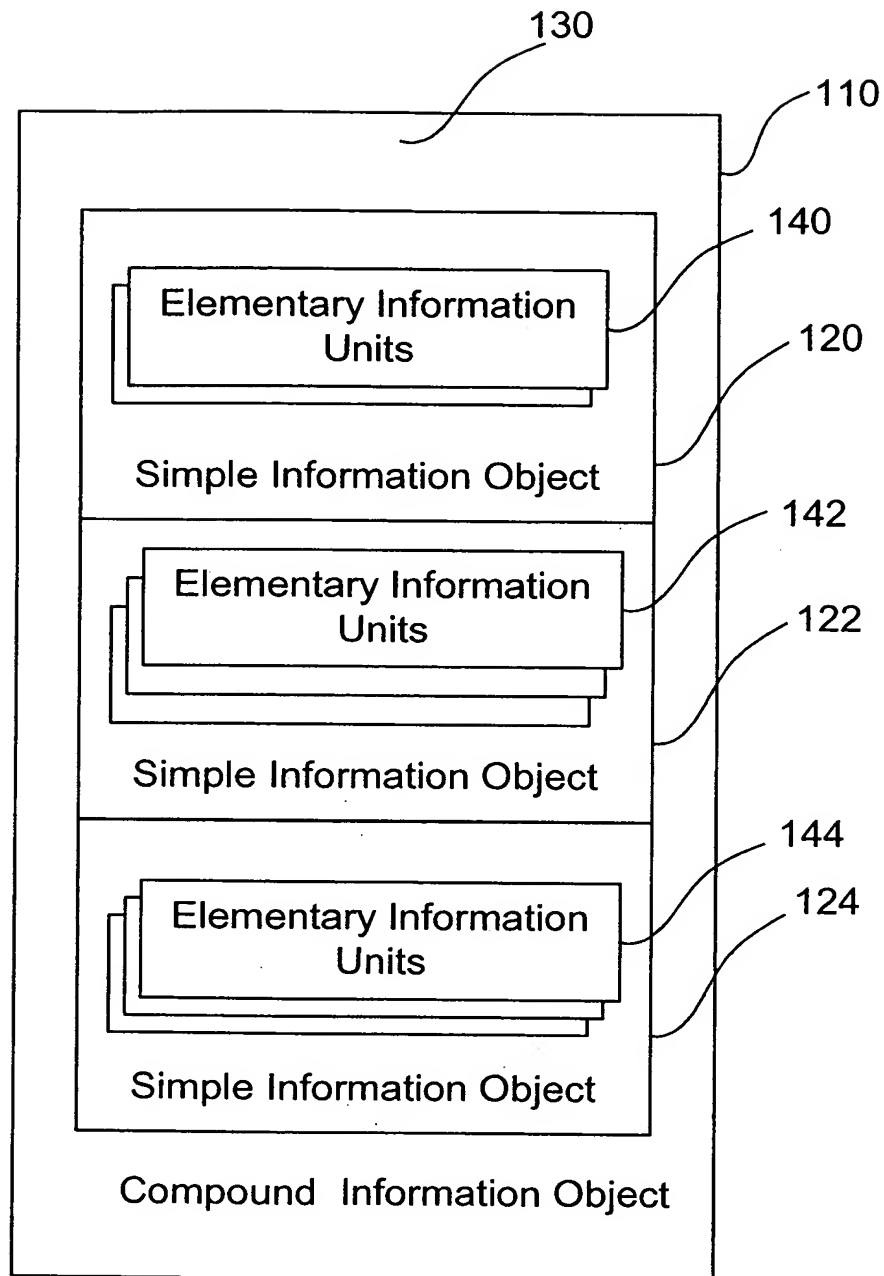 130
110
140
Elementary Information
Units
120
Simple Information Object
142
Elementary Information
Units
122
Simple Information Object
144
Elementary Information
Units
124
Simple Information Object
Compound Information Object